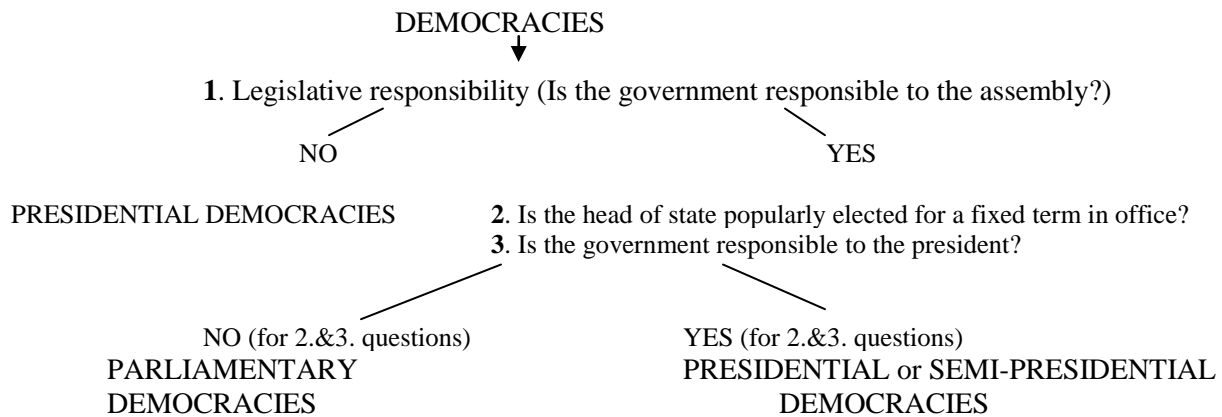 DEMOCRACIES
1. Legislative responsibility (Is the government responsible to the assembly?)
NO YES
PRESIDENTIAL DEMOCRACIES 2. Is the head of state popularly elected for a fixed term in office?
3. Is the government responsible to the president?
NO (for 2.&3. questions) YES (for 2.&3. questions)
PARLIAMENTARY PRESIDENTIAL or SEMI-PRESIDENTIAL
DEMOCRACIES DEMOCRACIES